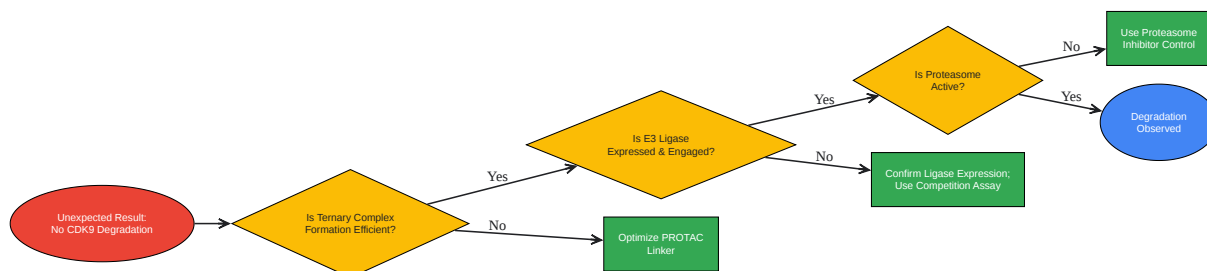 Unexpected Result:
No CDK9 Degradation
Is Ternary Complex
Formation Efficient?
Yes
No
Optimize PROTAC
Linker
Is E3 Ligase
Expressed & Engaged?
Yes
No
Confirm Ligase Expression;
Use Competition Assay
Is Proteasome
Active?
No
Yes
Use Proteasome
Inhibitor Control
Degradation
Observed